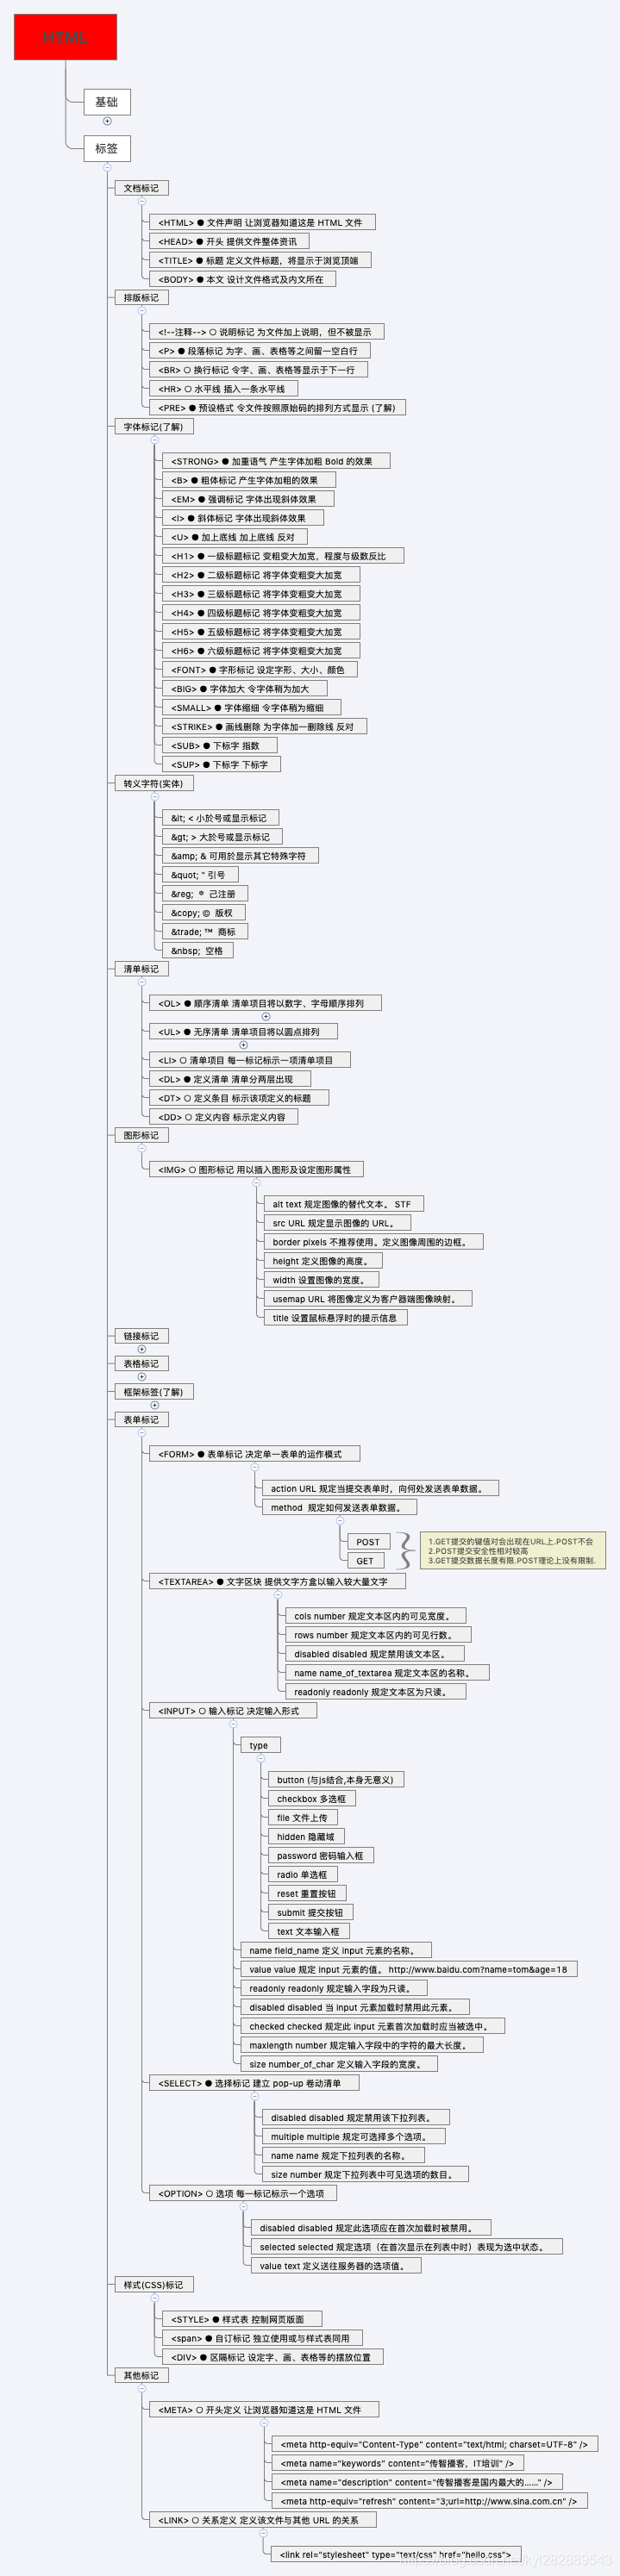 HTML
基础
标签
文档标记
<HTML> ● 文件声明 让浏览器知道这是 HTML 文件
<HEAD> ● 开头 提供文件整体资讯
<TITLE> ● 标题 定义文件标题，将显示于浏览顶端
<BODY> ● 本文 设计文件格式及内文所在
排版标记
<!--注释--> ○ 说明标记 为文件加上说明，但不被显示
<P> ● 段落标记 为字、画、表格等之间留一空白行
<BR> ○ 换行标记 令字、画、表格等显示于下一行
<HR> ○ 水平线 插入一条水平线
<PRE> ● 预设格式 令文件按照原始码的排列方式显示 (了解)
字体标记(了解)
<STRONG> ● 加重语气 产生字体加粗 Bold 的效果
<B> ● 粗体标记 产生字体加粗的效果
<EM> ● 强调标记 字体出现斜体效果
<I> ● 斜体标记 字体出现斜体效果
<U> ● 加上底线 加上底线 反对
<H1> ● 一级标题标记 变粗变大加宽，程度与级数反比
<H2> ● 二级标题标记 将字体变粗变大加宽
<H3> ● 三级标题标记 将字体变粗变大加宽
<H4> ● 四级标题标记 将字体变粗变大加宽
<H5> ● 五级标题标记 将字体变粗变大加宽
<H6> ● 六级标题标记 将字体变粗变大加宽
<FONT> ● 字形标记 设定字形、大小、颜色
<BIG> ● 字体加大 令字体稍为加大
<SMALL> ● 字体缩细 令字体稍为缩细
<STRIKE> ● 画线删除 为字体加一删除线 反对
<SUB> ● 下标字 指数
<SUP> ● 下标字 下标字
转义字符(实体)
&lt; < 小於号或显示标记
&gt; > 大於号或显示标记
&amp; & 可用於显示其它特殊字符
&quot; " 引号
&reg; ® 己注册
&copy; © 版权
&trade; ™ 商标
&nbsp; 空格
清单标记
<OL> ● 顺序清单 清单项目将以数字、字母顺序排列
<UL> ● 无序清单 清单项目将以圆点排列
<LI> ○ 清单项目 每一标记标示一项清单项目
<DL> ● 定义清单 清单分两层出现
<DT> ○ 定义条目 标示该项定义的标题
<DD> ○ 定义内容 标示定义内容
图形标记
<IMG> ○ 图形标记 用以插入图形及设定图形属性
alt text 规定图像的替代文本。 STF
src URL 规定显示图像的 URL。
border pixels 不推荐使用。定义图像周围的边框。
height 定义图像的高度。
width 设置图像的宽度。
usemap URL 将图像定义为客户器端图像映射。
title 设置鼠标悬浮时的提示信息
链接标记
表格标记
框架标签(了解)
表单标记
<FORM> ● 表单标记 决定单一表单的运作模式
action URL 规定当提交表单时，向何处发送表单数据。
method 规定如何发送表单数据。
POST
GET
1.GET提交的键值对会出现在URL上.POST不会
2.POST提交安全性相对较高
3.GET提交数据长度有限.POST理论上没有限制.
<TEXTAREA> ● 文字区块 提供文字方盒以输入较大量文字
cols number 规定文本区内的可见宽度。
rows number 规定文本区内的可见行数。
disabled disabled 规定禁用该文本区。
name name_of_textarea 规定文本区的名称。
readonly readonly 规定文本区为只读。
<INPUT> ○ 输入标记 决定输入形式
type
button (与js结合,本身无意义)
checkbox 多选框
file 文件上传
hidden 隐藏域
password 密码输入框
radio 单选框
reset 重置按钮
submit 提交按钮
text 文本输入框
name field_name 定义 input 元素的名称。
value value 规定 input 元素的值。 http://www.baidu.com?name=tom&age=18
readonly readonly 规定输入字段为只读。
disabled disabled 当 input 元素加载时禁用此元素。
checked checked 规定此 input 元素首次加载时应当被选中。
maxlength number 规定输入字段中的字符的最大长度。
size number_of_char 定义输入字段的宽度。
<SELECT> ● 选择标记 建立 pop-up 卷动清单
disabled disabled 规定禁用该下拉列表。
multiple multiple 规定可选择多个选项。
name name 规定下拉列表的名称。
size number 规定下拉列表中可见选项的数目。
<OPTION> ○ 选项 每一标记标示一个选项
disabled disabled 规定此选项应在首次加载时被禁用。
selected selected 规定选项（在首次显示在列表中时）表现为选中状态。
value text 定义送往服务器的选项值。
样式(CSS)标记
<STYLE> ● 样式表 控制网页版面
<span> ● 自订标记 独立使用或与样式表同用
<DIV> ● 区隔标记 设定字、画、表格等的摆放位置
其他标记
<META> ○ 开头定义 让浏览器知道这是 HTML 文件
<meta http-equiv="Content-Type" content="text/html; charset=UTF-8" />
<meta name="keywords" content="传智播客，IT培训" />
<meta name="description" content="传智播客是国内最大的......" />
<meta http-equiv="refresh" content="3;url=http://www.sina.com.cn" />
<LINK> ○ 关系定义 定义该文件与其他 URL 的关系
<link rel="stylesheet" type="text/css" href="hello.css">
https://blog.csdn.net/kyl282889543